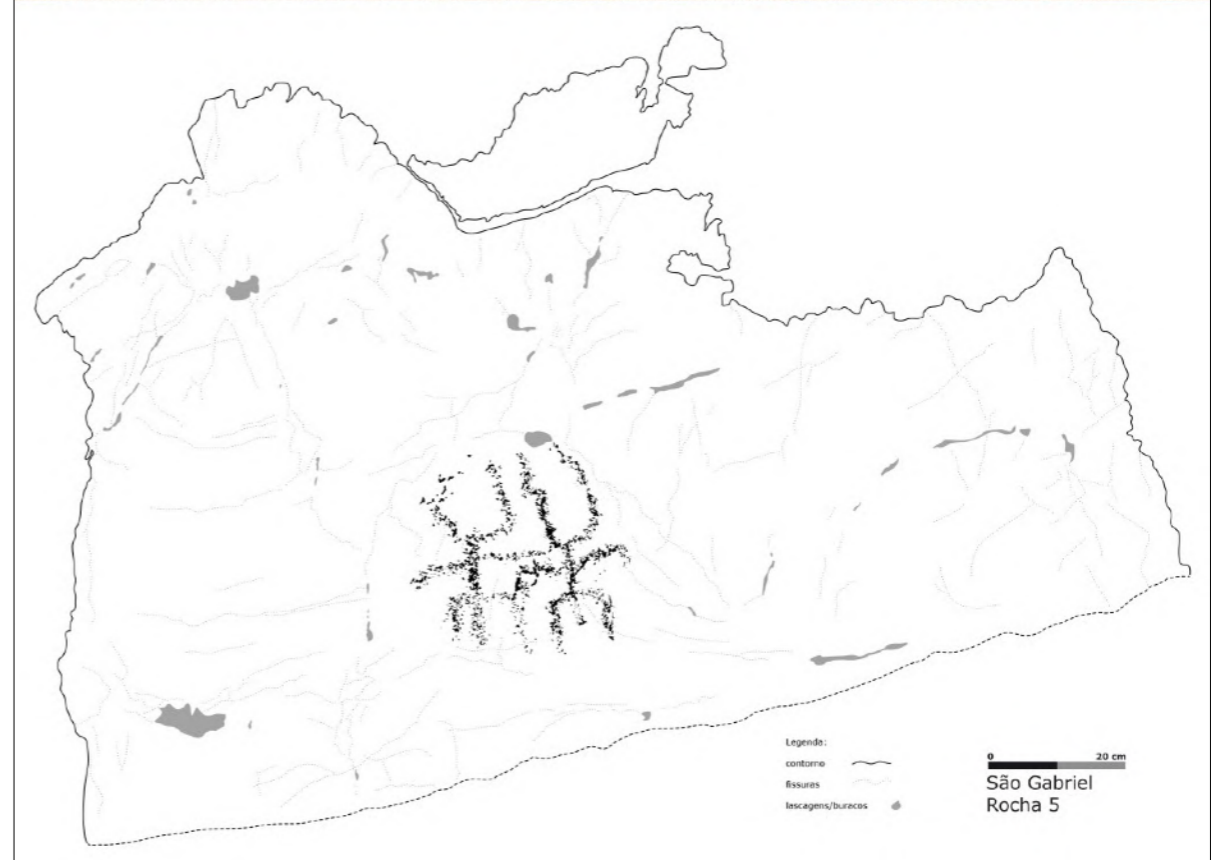 Legenda:
contorno
fissuras
lascagens/buracos
0 20 cm
São Gabriel
Rocha 5